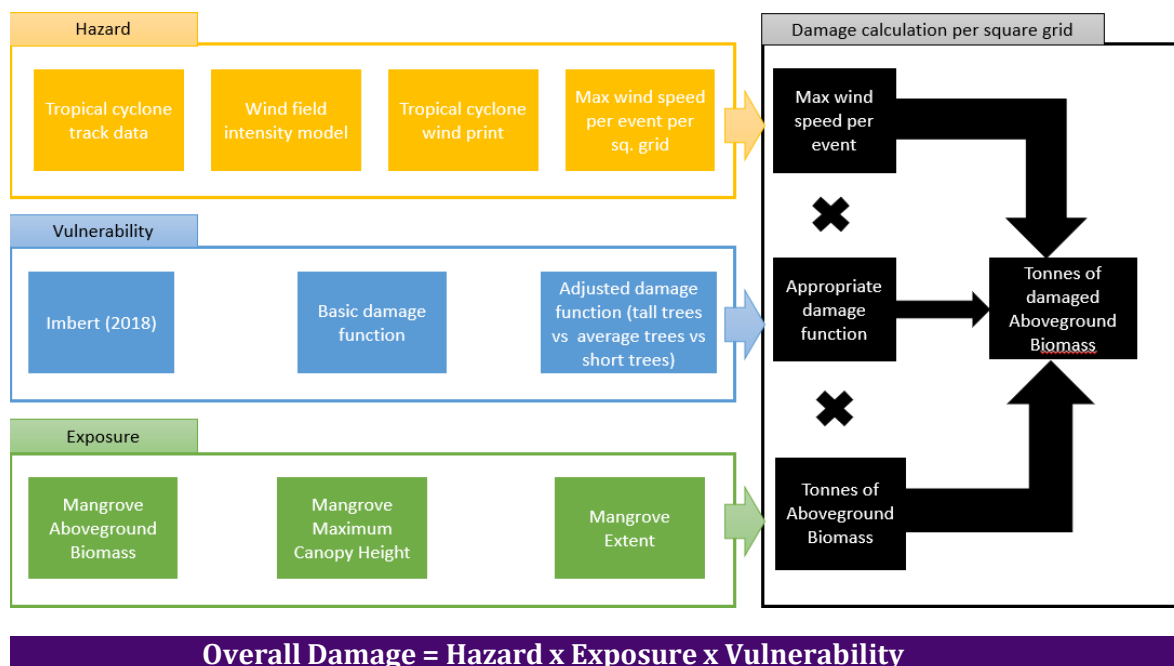 Hazard
Tropical cyclone
track data
Wind field
intensity model
Tropical cyclone
wind print
Max wind speed
per event per
sq. grid
Vulnerability
Imbert (2018)
Basic damage
function
Adjusted damage
function (tall trees
vs average trees vs
short trees)
Exposure
Mangrove
Aboveground
Biomass
Mangrove
Maximum
Canopy Height
Mangrove
Extent
Damage calculation per square grid
Max wind
speed per
event
Appropriate
damage
function
Tonnes of
Aboveground
Biomass
Tonnes of
damaged
Aboveground
Biomass
Overall Damage = Hazard x Exposure x Vulnerability